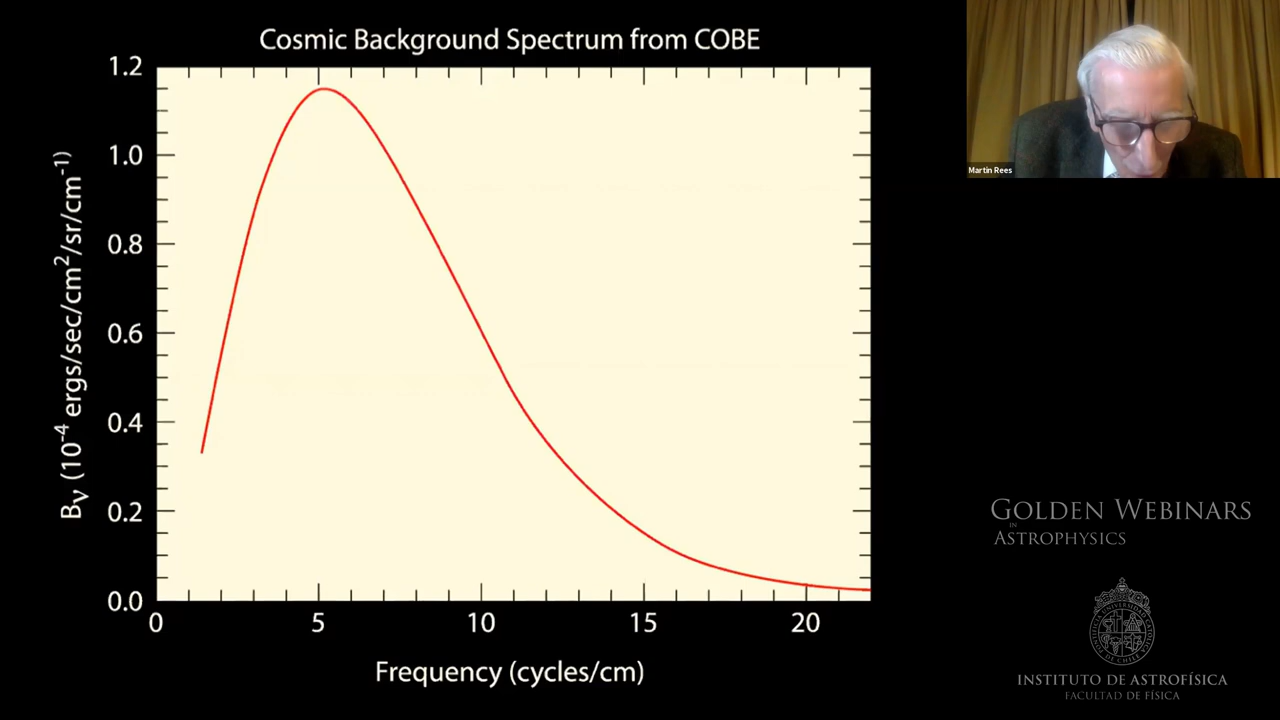 Cosmic Background Spectrum from COBE
1.2
1.0
0.8
0.6
0.4
0.2
0.0
Bν (10⁻⁴ ergs/sec/cm²/sr/cm⁻¹)
0 5 10 15 20
Frequency (cycles/cm)
Martin Rees
GOLDEN WEBINARS
IN
ASTROPHYSICS
INSTITUTO DE ASTROFÍSICA
FACULTAD DE FÍSICA